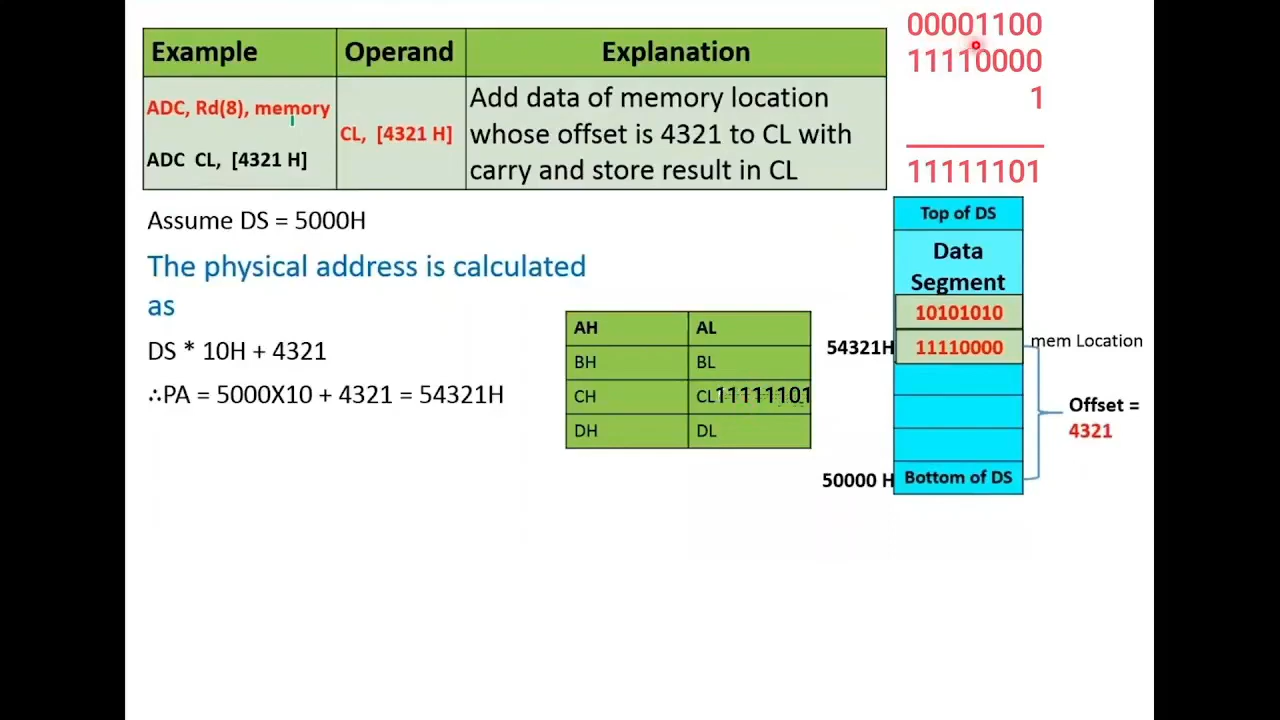 Example Operand Explanation
ADC, Rd(8), memory
ADC CL, [4321 H]
CL, [4321 H]
Add data of memory location
whose offset is 4321 to CL with
carry and store result in CL
00001100
11110000
1
11111101
Assume DS = 5000H
The physical address is calculated
as
DS * 10H + 4321
∴PA = 5000X10 + 4321 = 54321H
AH AL
BH BL
CH CL 11111101
DH DL
Top of DS
Data
Segment
10101010
54321H 11110000 mem Location
Offset =
4321
50000 H Bottom of DS